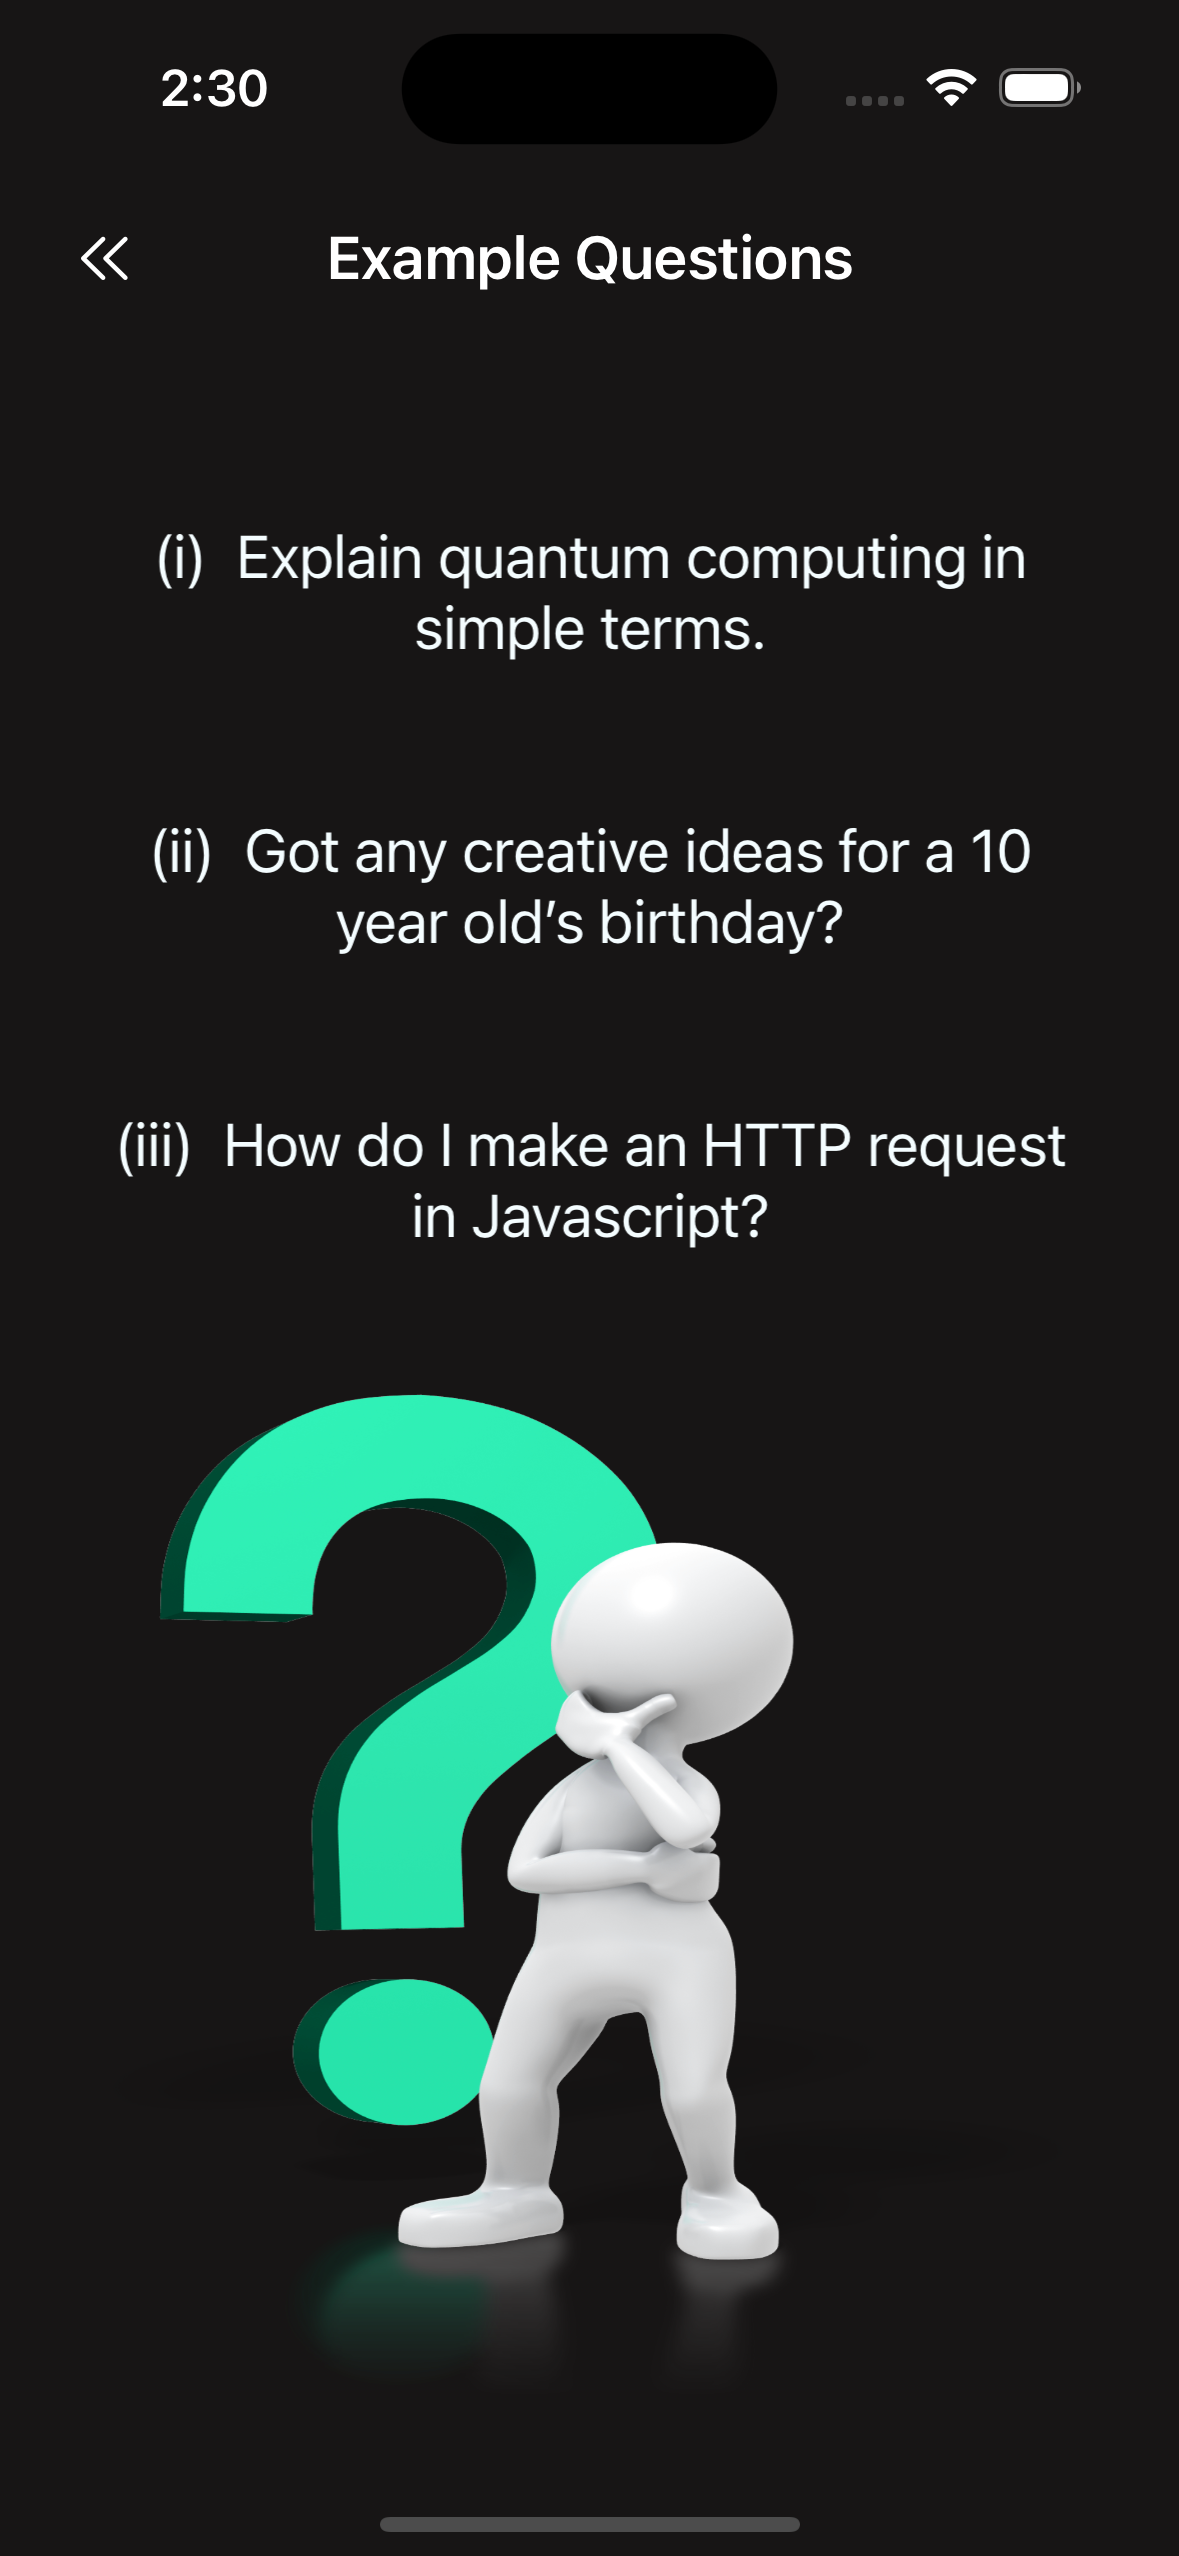 2:30
Example Questions
(i)  Explain quantum computing in
simple terms.
(ii)  Got any creative ideas for a 10
year old’s birthday?
(iii)  How do I make an HTTP request
in Javascript?